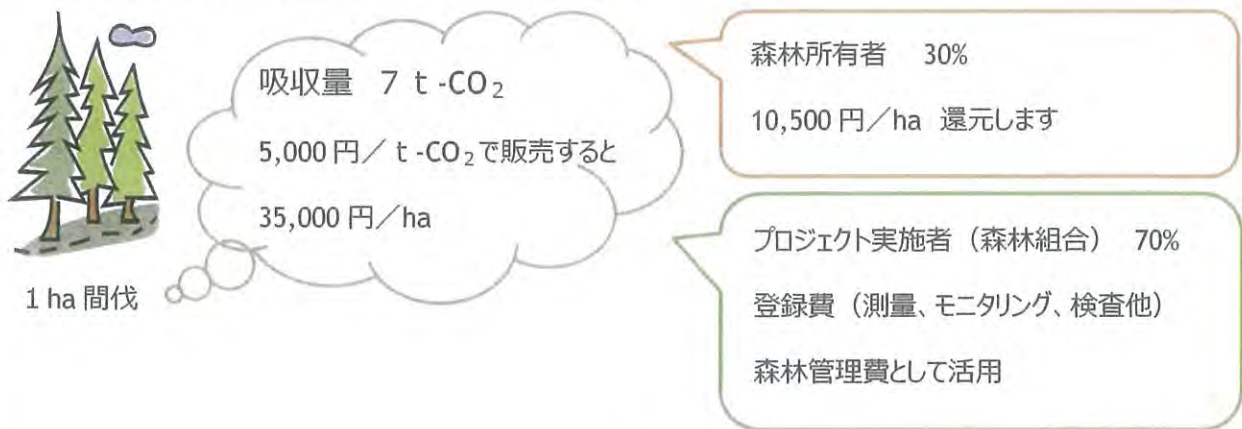 吸収量 7 t-CO₂
5,000 円/ t-CO₂で販売すると
35,000 円/ha
1 ha 間伐
森林所有者 30%
10,500 円/ha 還元します
プロジェクト実施者(森林組合) 70%
登録費(測量、モニタリング、検査他)
森林管理費として活用